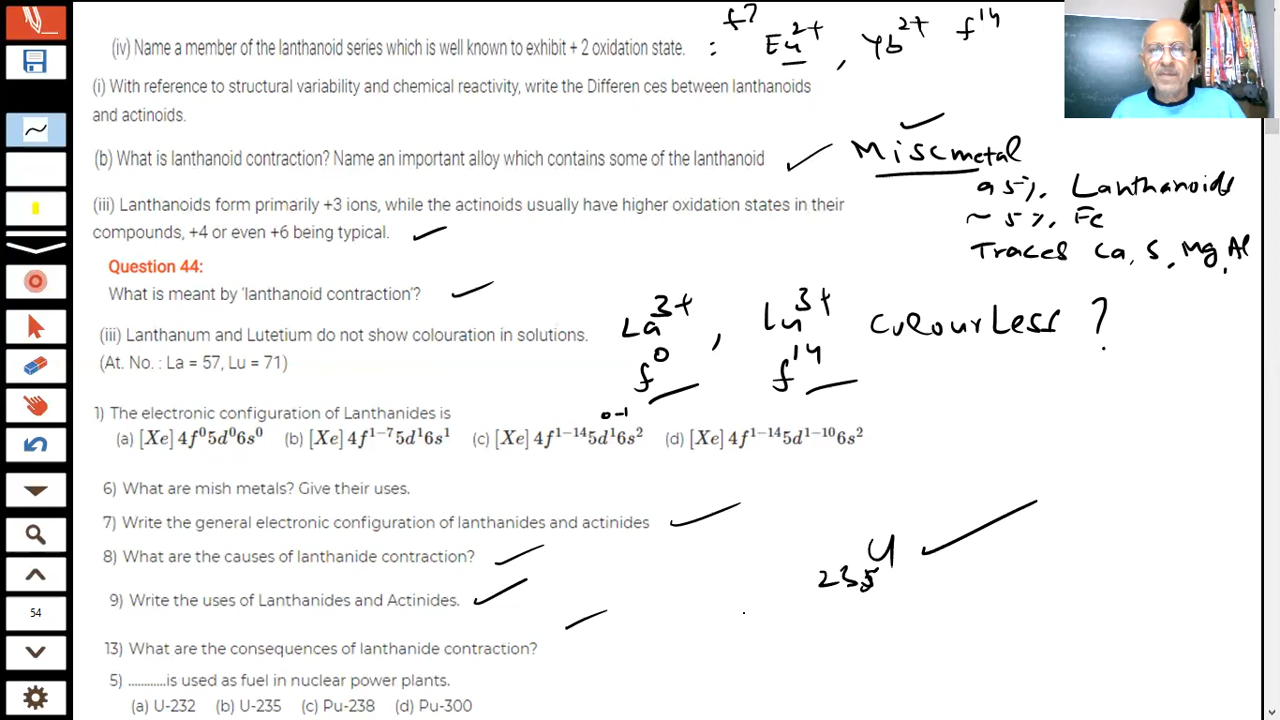 (iv) Name a member of the lanthanoid series which is well known to exhibit + 2 oxidation state. : f7 Eu2+, Yb2+ f14
(i) With reference to structural variability and chemical reactivity, write the Differen ces between lanthanoids
and actinoids.
(b) What is lanthanoid contraction? Name an important alloy which contains some of the lanthanoid
Miscmetal
95% Lanthanoids
~ 5% Fe
Traces Ca, S, Mg, Al
(iii) Lanthanoids form primarily +3 ions, while the actinoids usually have higher oxidation states in their
compounds, +4 or even +6 being typical.
Question 44:
What is meant by 'lanthanoid contraction'?
(iii) Lanthanum and Lutetium do not show colouration in solutions.
(At. No. : La = 57, Lu = 71)
La3+, Lu3+ colourLess ?
f0 f14
1) The electronic configuration of Lanthanides is
0-1
(a) [Xe] 4f⁰5d⁰6s⁰ (b) [Xe] 4f¹⁻⁷5d¹6s¹ (c) [Xe] 4f¹⁻¹⁴5d¹6s² (d) [Xe] 4f¹⁻¹⁴5d¹⁻¹⁰6s²
6) What are mish metals? Give their uses.
7) Write the general electronic configuration of lanthanides and actinides
8) What are the causes of lanthanide contraction?
235U
9) Write the uses of Lanthanides and Actinides.
13) What are the consequences of lanthanide contraction?
5) ............is used as fuel in nuclear power plants.
(a) U-232 (b) U-235 (c) Pu-238 (d) Pu-300
54